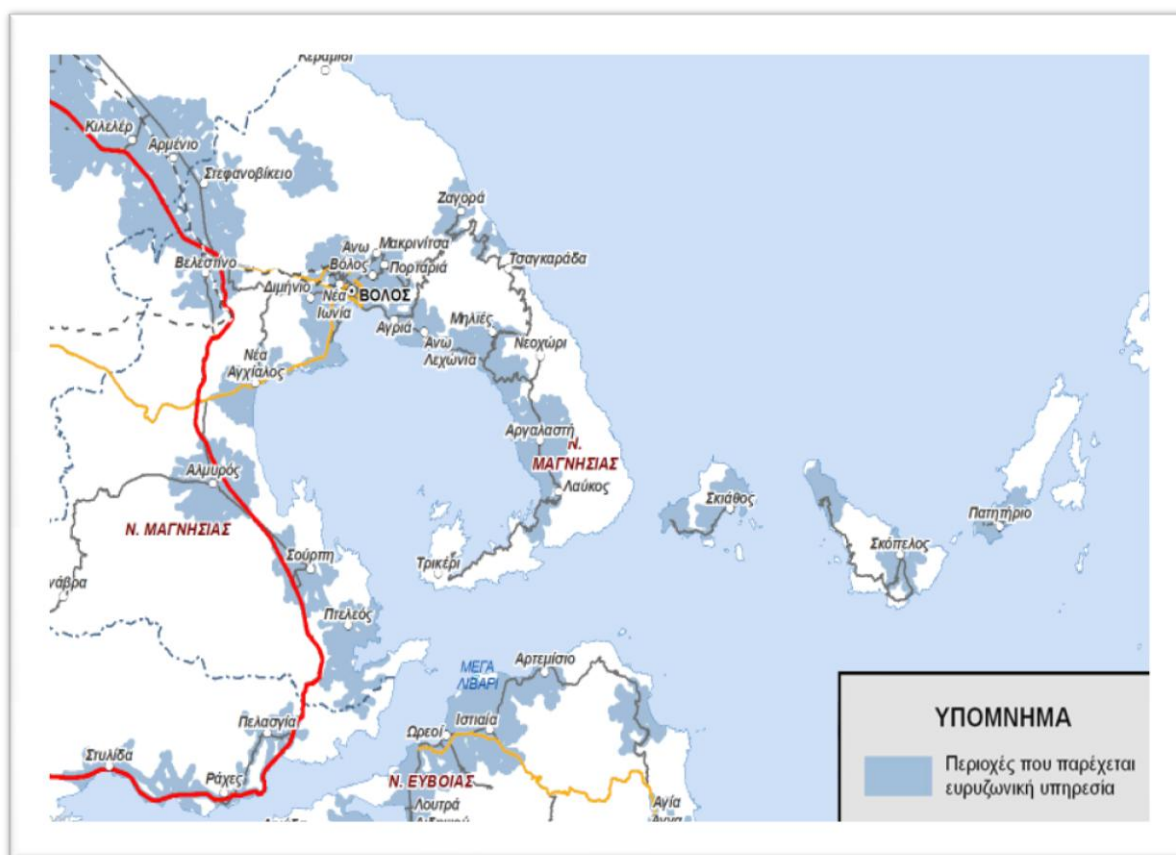 Κεραμίδι
Κιλελέρ
Αρμένιο
Στεφανοβίκειο
Ζαγορά
Άνω
Βόλος
Μακρινίτσα
Πορταριά
Τσαγκαράδα
Βελεστίνο
Διμήνιο
Νέα
Ιωνία
ΒΟΛΟΣ
Αγριά
Άνω
Λεχώνια
Μηλιές
Νεοχώρι
Νέα
Αγχίαλος
Αργαλαστή
Ν.
ΜΑΓΝΗΣΙΑΣ
Αλμυρός
Λαύκος
Σκιάθος
Πατητήριο
Ν. ΜΑΓΝΗΣΙΑΣ
Σούρπη
Τρικέρι
Σκόπελος
Πτελεός
ΜΕΓΑ
ΛΙΒΑΡΙ
Αρτεμίσιο
Πελασγία
Ωρεοί
Ιστιαία
Στυλίδα
Ράχες
Ν. ΕΥΒΟΙΑΣ
Λουτρά
Αγία
ΥΠΟΜΝΗΜΑ
Περιοχές που παρέχεται
ευρυζωνική υπηρεσία